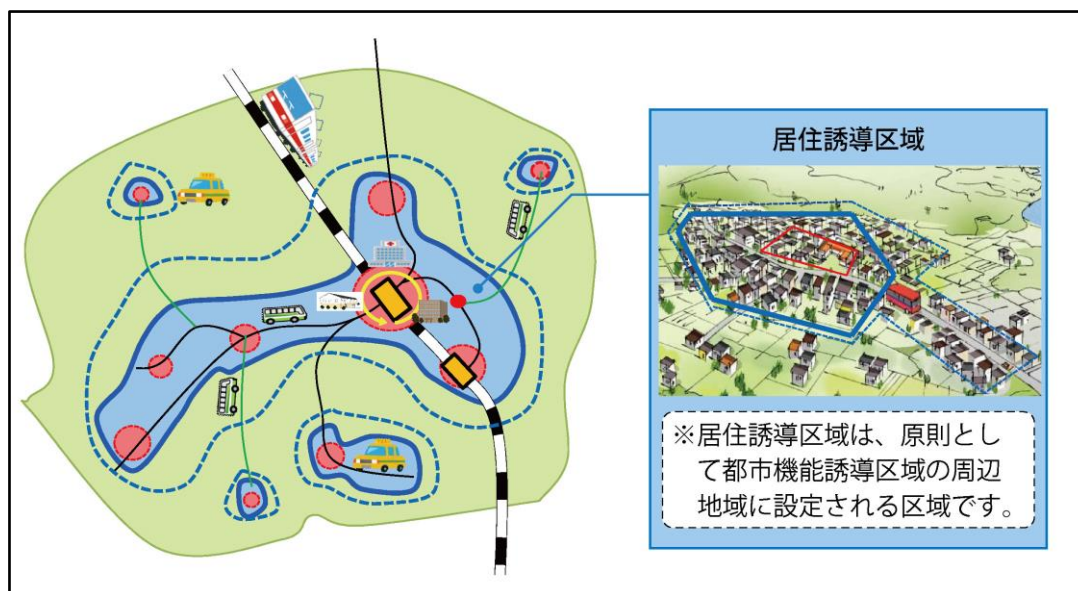 居住誘導区域
※居住誘導区域は、原則とし
て都市機能誘導区域の周辺
地域に設定される区域です。